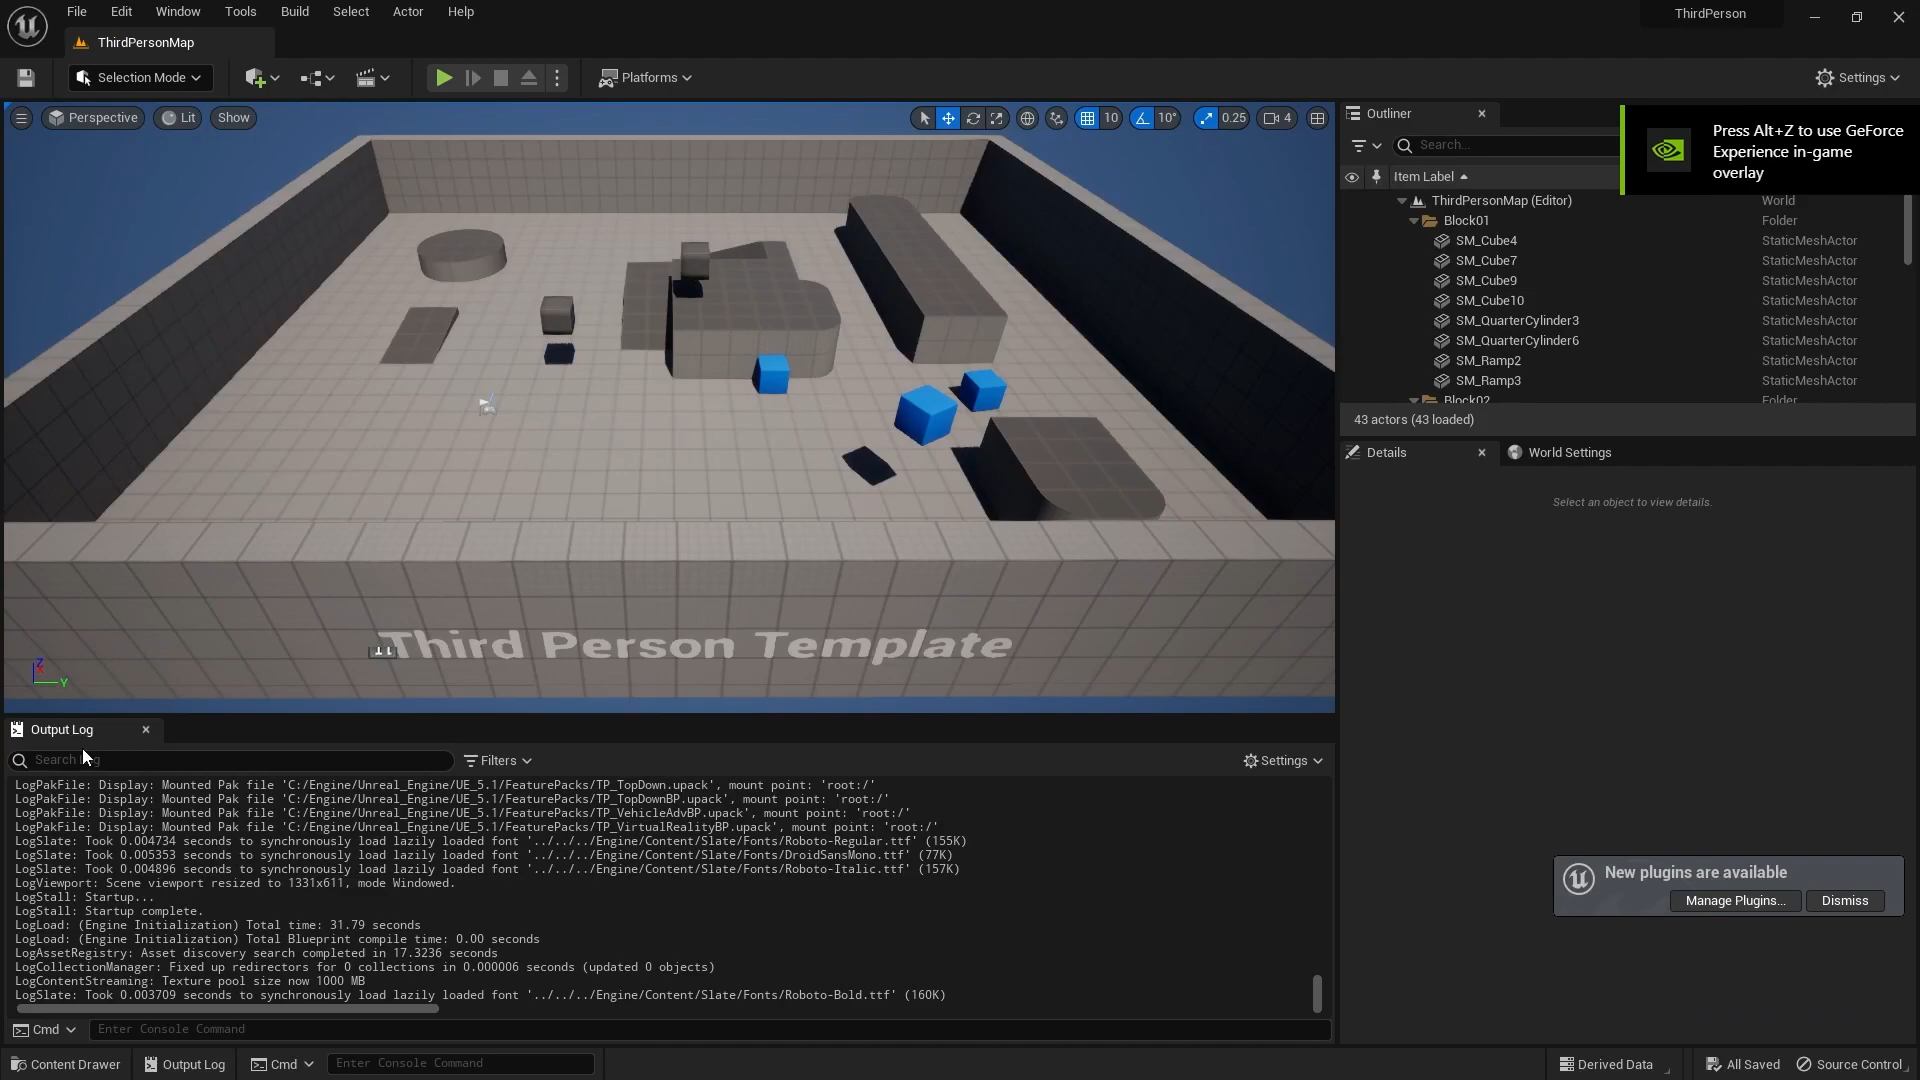 File Edit Window Tools Build Select Actor Help
ThirdPerson
ThirdPersonMap
Selection Mode
Platforms
Settings
Perspective
Lit
Show
10
10°
0.25
4
Outliner
Search...
Press Alt+Z to use GeForce
Experience in-game
overlay
Item Label
ThirdPersonMap (Editor) World
Block01 Folder
SM_Cube4 StaticMeshActor
SM_Cube7 StaticMeshActor
SM_Cube9 StaticMeshActor
SM_Cube10 StaticMeshActor
SM_QuarterCylinder3 StaticMeshActor
SM_QuarterCylinder6 StaticMeshActor
SM_Ramp2 StaticMeshActor
SM_Ramp3 StaticMeshActor
Block02 Folder
43 actors (43 loaded)
Details
World Settings
Select an object to view details.
Third Person Template
Z
Y
Output Log
Search Log
Filters
Settings
LogPakFile: Display: Mounted Pak file 'C:/Engine/Unreal_Engine/UE_5.1/FeaturePacks/TP_TopDown.upack', mount point: 'root:/'
LogPakFile: Display: Mounted Pak file 'C:/Engine/Unreal_Engine/UE_5.1/FeaturePacks/TP_TopDownBP.upack', mount point: 'root:/'
LogPakFile: Display: Mounted Pak file 'C:/Engine/Unreal_Engine/UE_5.1/FeaturePacks/TP_VehicleAdvBP.upack', mount point: 'root:/'
LogPakFile: Display: Mounted Pak file 'C:/Engine/Unreal_Engine/UE_5.1/FeaturePacks/TP_VirtualRealityBP.upack', mount point: 'root:/'
LogSlate: Took 0.004734 seconds to synchronously load lazily loaded font '../../../Engine/Content/Slate/Fonts/Roboto-Regular.ttf' (155K)
LogSlate: Took 0.005353 seconds to synchronously load lazily loaded font '../../../Engine/Content/Slate/Fonts/DroidSansMono.ttf' (77K)
LogSlate: Took 0.004896 seconds to synchronously load lazily loaded font '../../../Engine/Content/Slate/Fonts/Roboto-Italic.ttf' (157K)
LogViewport: Scene viewport resized to 1331x611, mode Windowed.
LogStall: Startup...
LogStall: Startup complete.
LogLoad: (Engine Initialization) Total time: 31.79 seconds
LogLoad: (Engine Initialization) Total Blueprint compile time: 0.00 seconds
LogAssetRegistry: Asset discovery search completed in 17.3236 seconds
LogCollectionManager: Fixed up redirectors for 0 collections in 0.000006 seconds (updated 0 objects)
LogContentStreaming: Texture pool size now 1000 MB
LogSlate: Took 0.003709 seconds to synchronously load lazily loaded font '../../../Engine/Content/Slate/Fonts/Roboto-Bold.ttf' (160K)
New plugins are available
Manage Plugins... Dismiss
Cmd Enter Console Command
Content Drawer Output Log Cmd Enter Console Command Derived Data All Saved Source Control